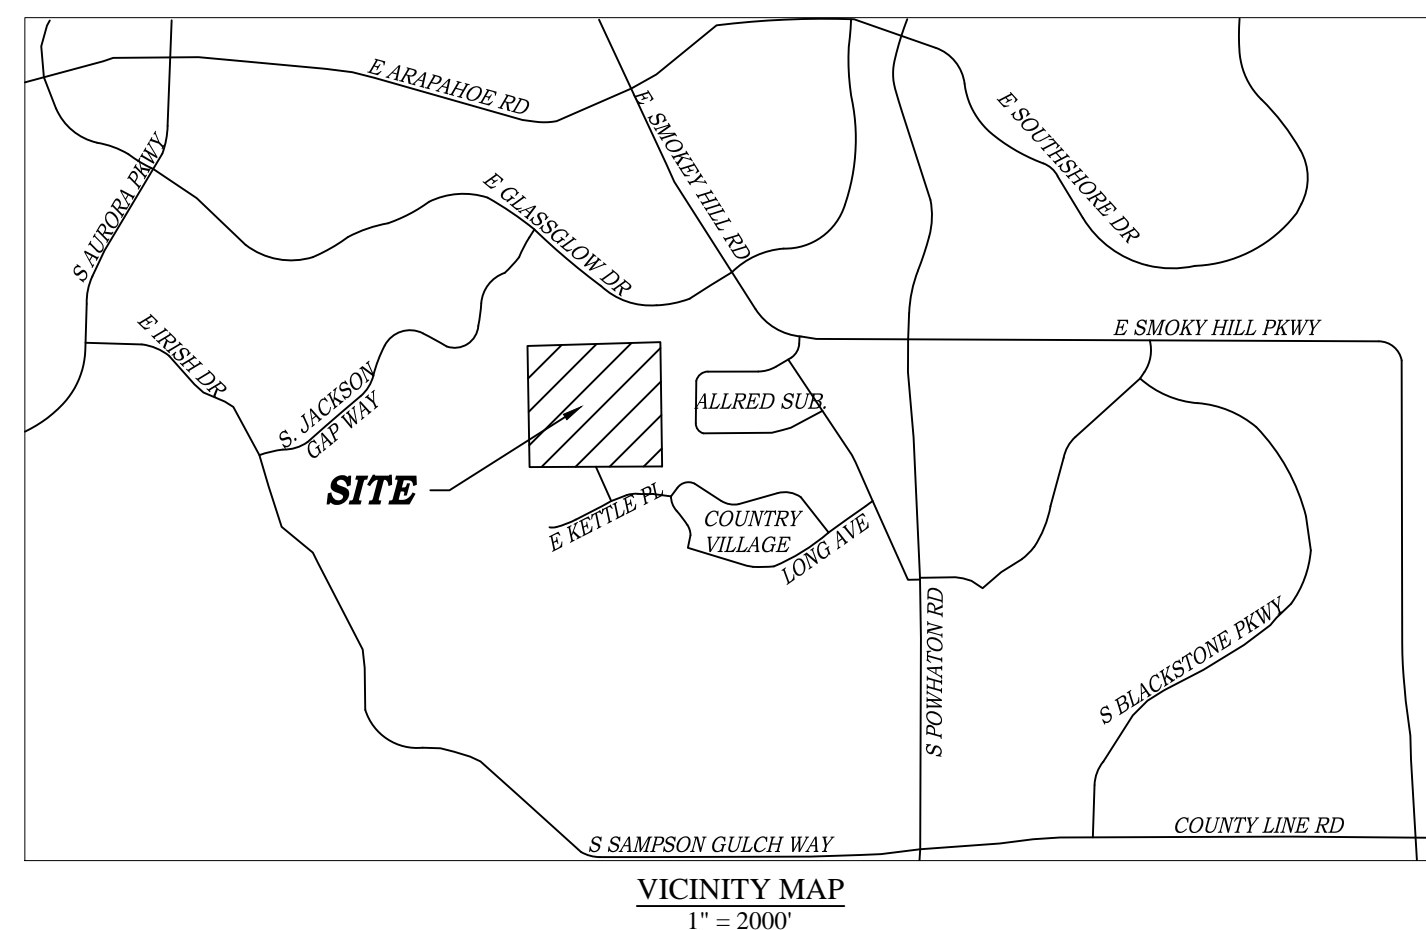 E ARAPAHOE RD
E SMOKEY HILL RD
E SOUTHSHORE DR
S AURORA PKWY
E GLASSGLOW DR
E IRISH DR
E SMOKY HILL PKWY
S. JACKSON
GAP WAY
ALLRED SUB.
SITE
E KETTLE PL
COUNTRY
VILLAGE
LONG AVE
S POWHATON RD
S BLACKSTONE PKWY
S SAMPSON GULCH WAY
COUNTY LINE RD
VICINITY MAP
1" = 2000'